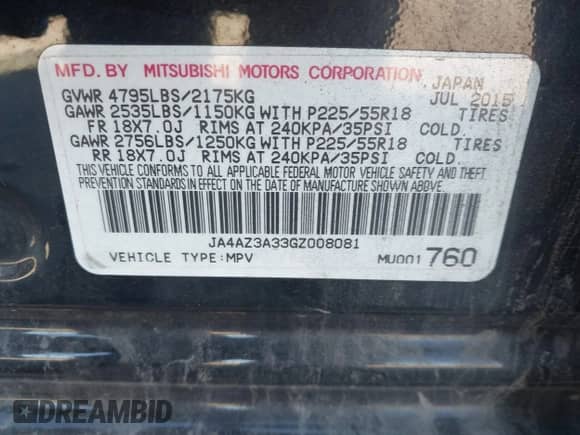 MFD. BY MITSUBISHI MOTORS CORPORATION JAPAN
GVWR 4795LBS/2175KG JUL 2015
GAWR 2535LBS/1150KG WITH P225/55R18 TIRES
FR 18X7.0J RIMS AT 240KPA/35PSI COLD.
GAWR 2756LBS/1250KG WITH P225/55R18 TIRES
RR 18X7.0J RIMS AT 240KPA/35PSI COLD.
THIS VEHICLE CONFORMS TO ALL APPLICABLE FEDERAL MOTOR VEHICLE SAFETY AND THEFT
PREVENTION STANDARDS IN EFFECT ON THE DATE OF MANUFACTURE SHOWN ABOVE.
JA4AZ3A33GZ008081
VEHICLE TYPE:MPV MU001760
DREAMBID